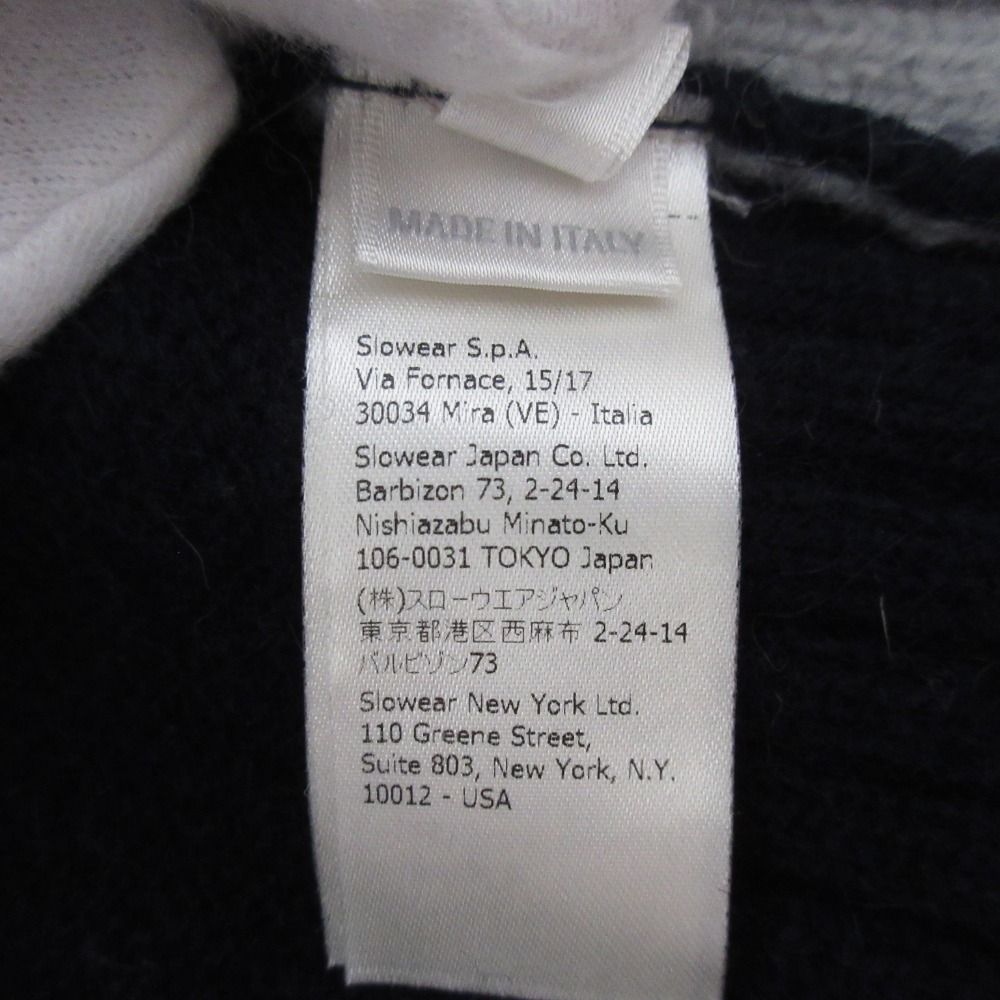 MADE IN ITALY
Slowear S.p.A.
Via Fornace, 15/17
30034 Mira (VE) - Italia
Slowear Japan Co. Ltd.
Barbizon 73, 2-24-14
Nishiazabu Minato-Ku
106-0031 TOKYO Japan
(株)スローウエアジャパン
東京都港区西麻布 2-24-14
バルビゾン73
Slowear New York Ltd.
110 Greene Street,
Suite 803, New York, N.Y.
10012 - USA